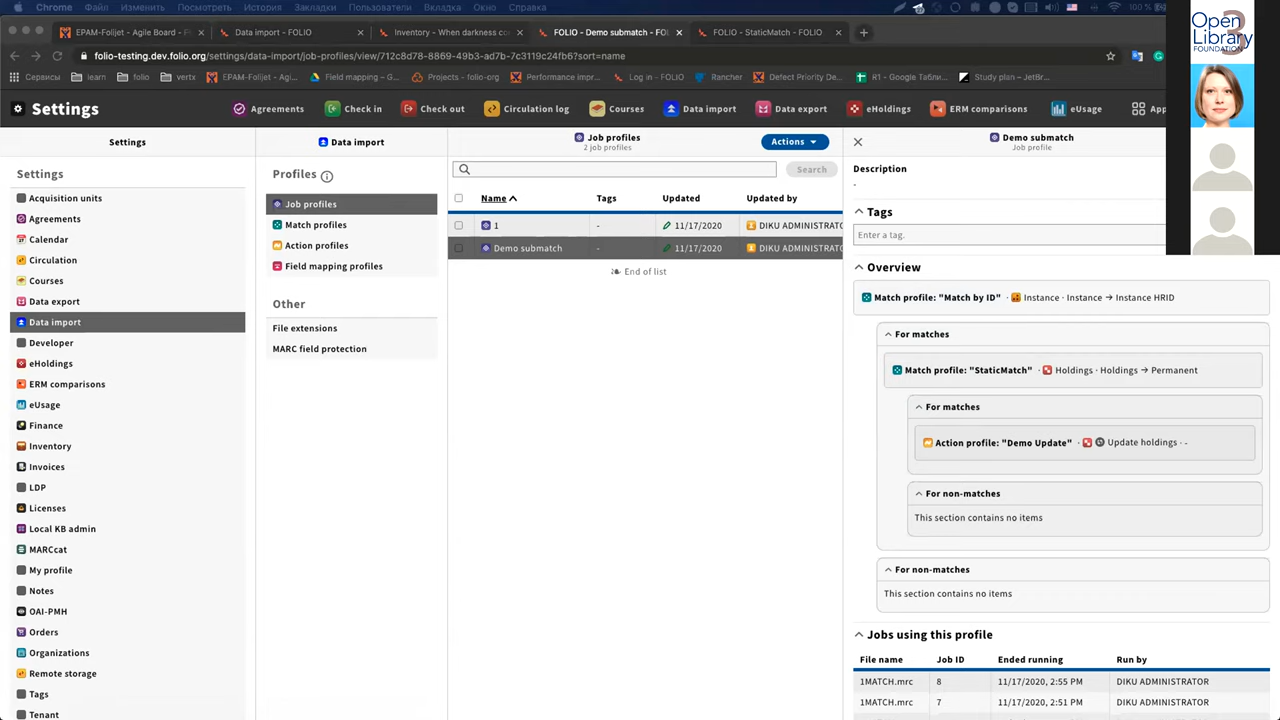 Chrome Файл Изменить Посмотреть История Закладки Пользователи Вкладка Окно Справка 100 %
EPAM-Folijet - Agile Board - Data import - FOLIO Inventory - When darkness co FOLIO - Demo submatch - FOL FOLIO - StaticMatch - FOLIO
folio-testing.dev.folio.org/settings/data-import/job-profiles/view/712c8d78-8869-49b3-ad7b-7c3119c24fb6?sort=name
Сервисы learn folio vertx EPAM-Folijet - Agi Field mapping – g Projects - folio-org Performance impr Log in - FOLIO Rancher Defect Priority De R1 - Google Табли Study plan – JetBr
Settings Agreements Check in Check out Circulation log Courses Data import Data export eHoldings ERM comparisons eUsage App
Open
Library
FOUNDATION
3
Settings
Settings
Acquisition units
Agreements
Calendar
Circulation
Courses
Data export
Data import
Developer
eHoldings
ERM comparisons
eUsage
Finance
Inventory
Invoices
LDP
Licenses
Local KB admin
MARCcat
My profile
Notes
OAI-PMH
Orders
Organizations
Remote storage
Tags
Tenant
Data import
Profiles
Job profiles
Match profiles
Action profiles
Field mapping profiles
Other
File extensions
MARC field protection
Job profiles
2 job profiles
Actions
Search
Name Tags Updated Updated by
1 - 11/17/2020 DIKU ADMINISTRATO
Demo submatch - 11/17/2020 DIKU ADMINISTRATO
End of list
Demo submatch
Job profile
Description
-
Tags
Enter a tag.
Overview
Match profile: "Match by ID" · Instance · Instance → Instance HRID
For matches
Match profile: "StaticMatch" · Holdings · Holdings → Permanent
For matches
Action profile: "Demo Update" · Update holdings · -
For non-matches
This section contains no items
For non-matches
This section contains no items
Jobs using this profile
File name Job ID Ended running Run by
1MATCH.mrc 8 11/17/2020, 2:55 PM DIKU ADMINISTRATOR
1MATCH.mrc 7 11/17/2020, 2:51 PM DIKU ADMINISTRATOR